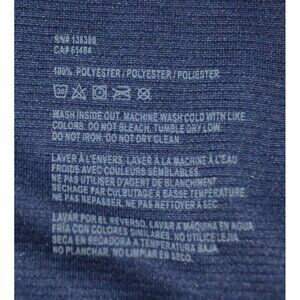 RN# 136380
CA# 61484
100% POLYESTER / POLYESTER / POLIESTER
WASH INSIDE OUT. MACHINE WASH COLD WITH LIKE
COLORS. DO NOT BLEACH. TUMBLE DRY LOW.
DO NOT IRON. DO NOT DRY CLEAN
LAVER À L'ENVERS. LAVER À LA MACHINE À L'EAU
FROIDE AVEC COULEURS SEMBLABLES.
NE PAS UTILISER D'AGENT DE BLANCHIMENT
SÉCHAGE PAR CULBUTAGE À BASSE TEMPÉRATURE
NE PAS REPASSER. NE PAS NETTOYER À SEC.
LAVAR POR EL REVERSO. LAVAR A MÁQUINA EN AGUA
FRÍA CON COLORES SIMILARES. NO UTILICE LEJÍA
SECA EN SECADORA A TEMPERATURA BAJA
NO PLANCHAR. NO LIMPIAR EN SECO.